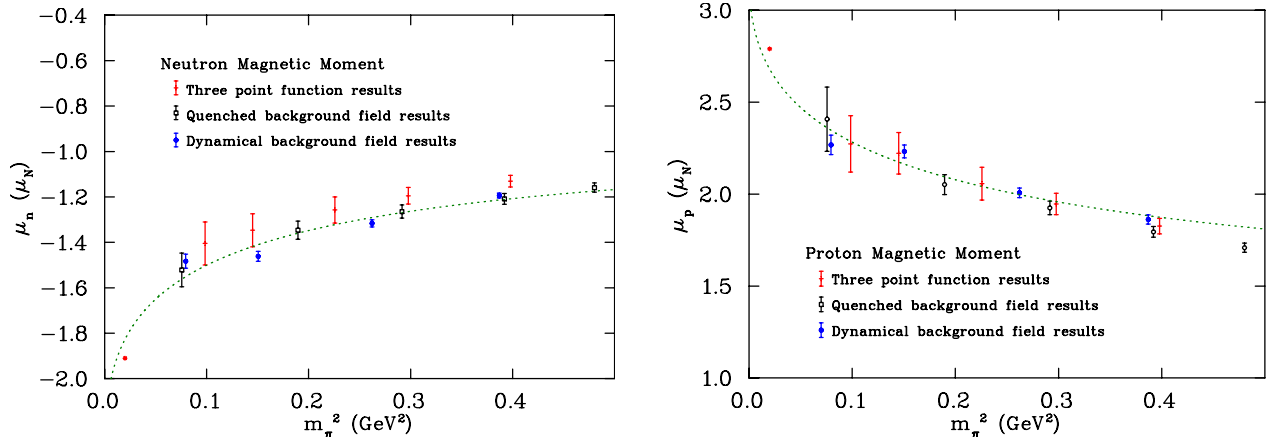 −0.4
−0.6
−0.8
−1.0
−1.2
−1.4
−1.6
−1.8
−2.0
μn (μN)
Neutron Magnetic Moment
Three point function results
Quenched background field results
Dynamical background field results
0.0 0.1 0.2 0.3 0.4
mπ² (GeV²)
3.0
2.5
2.0
1.5
1.0
μp (μN)
Proton Magnetic Moment
Three point function results
Quenched background field results
Dynamical background field results
0.0 0.1 0.2 0.3 0.4
mπ² (GeV²)